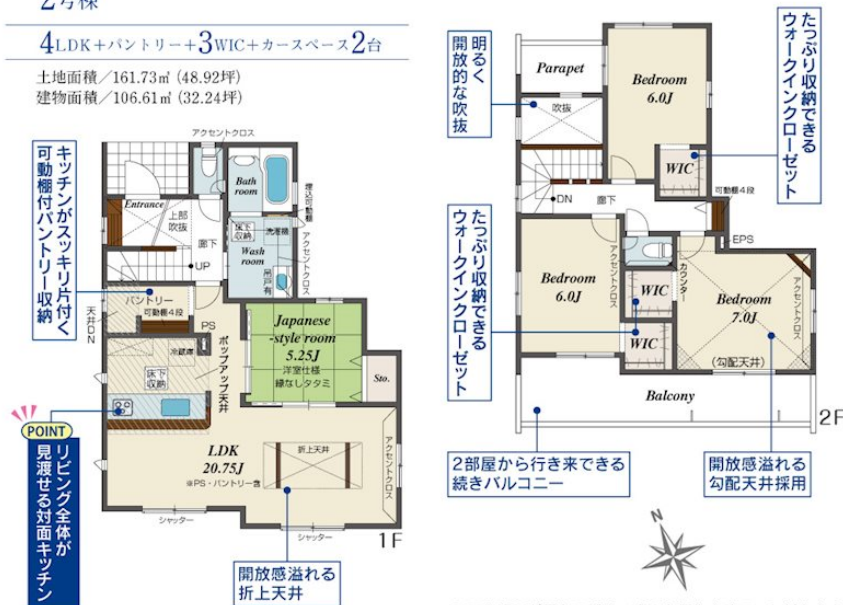 2号棟
4LDK+パントリー+3WIC+カースペース2台
土地面積／161.73㎡ (48.92坪)
建物面積／106.61㎡ (32.24坪)
キッチンがスッキリ片付く
可動棚付パントリー収納
アクセントクロス
Bath
room
埋込可動棚
Entrance
上部
吹抜
廊下
床下
収納
洗濯機
Wash
room
吊戸有
アクセントクロス
UP
パントリー
可動棚4段
天井DN
PS
冷蔵庫
床下
収納
ポップアップ天井
Japanese
-style room
5.25J
洋室仕様
縁なしタタミ
Sto.
POINT
リビング全体が
見渡せる対面キッチン
LDK
20.75J
※PS・パントリー含
折上天井
アクセントクロス
シャッター
シャッター
1F
開放感溢れる
折上天井
明るく
開放的な吹抜
Parapet
吹抜
Bedroom
6.0J
WIC
たっぷり収納できる
ウォークインクローゼット
可動棚4段
DN
廊下
EPS
たっぷり収納できる
ウォークインクローゼット
Bedroom
6.0J
アクセントクロス
WIC
WIC
カウンター
Bedroom
7.0J
(勾配天井)
アクセントクロス
Balcony
2F
2部屋から行き来できる
続きバルコニー
開放感溢れる
勾配天井採用
N